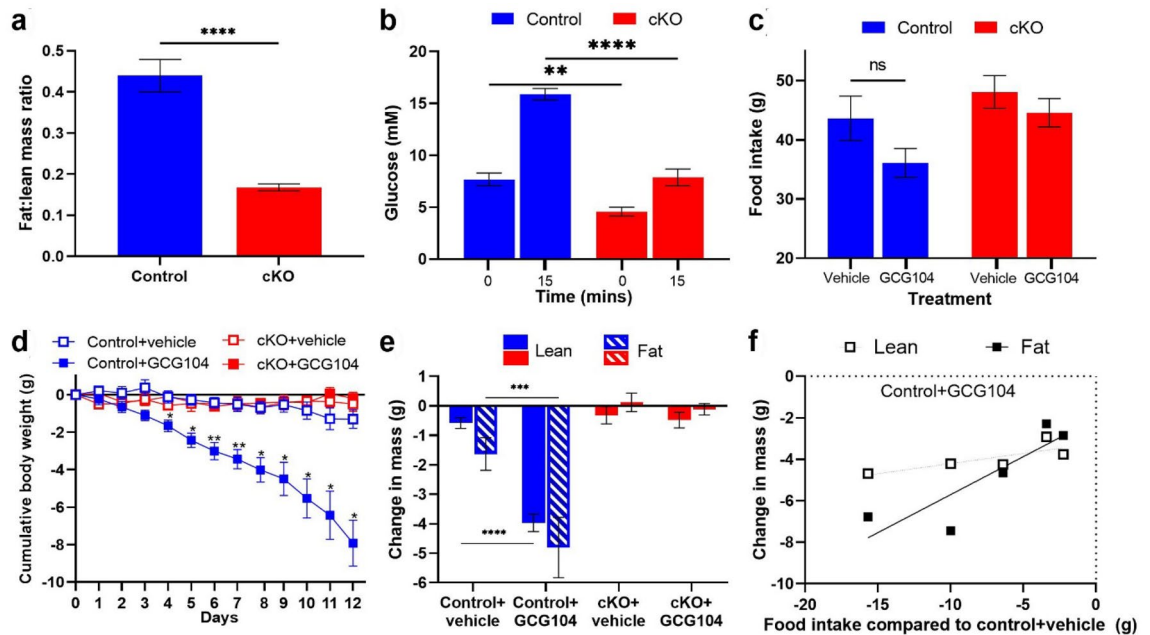 a
****
Fat:lean mass ratio
0.5
0.4
0.3
0.2
0.1
0.0
Control
cKO
b
Control
cKO
****
**
Glucose (mM)
20
15
10
5
0
0
15
0
15
Time (mins)
c
Control
cKO
ns
Food intake (g)
50
40
30
20
Vehicle
GCG104
Vehicle
GCG104
Treatment
d
Control+vehicle
cKO+vehicle
Control+GCG104
cKO+GCG104
Cumulative body weight (g)
0
-2
-4
-6
-8
-10
*
*
**
**
*
*
*
*
*
0 1 2 3 4 5 6 7 8 9 10 11 12
Days
e
Lean
Fat
***
****
Change in mass (g)
1
0
-1
-2
-3
-4
-5
-6
Control+
vehicle
Control+
GCG104
cKO+
vehicle
cKO+
GCG104
f
Lean
Fat
Control+GCG104
Change in mass (g)
0
-2
-4
-6
-8
-10
-20
-15
-10
-5
0
Food intake compared to control+vehicle (g)